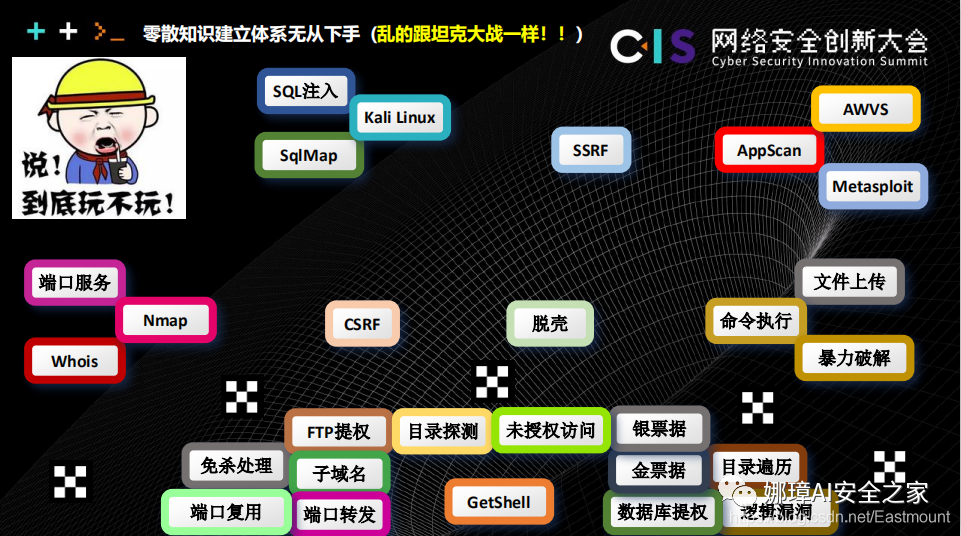 零散知识建立体系无从下手（乱的跟坦克大战一样！！）
CIS 网络安全创新大会
Cyber Security Innovation Summit
说！
到底玩不玩！
SQL注入
Kali Linux
SqlMap
SSRF
AWVS
AppScan
Metasploit
端口服务
Nmap
Whois
CSRF
脱壳
文件上传
命令执行
暴力破解
FTP提权
目录探测
未授权访问
银票据
免杀处理
子域名
金票据
目录遍历
端口复用
端口转发
GetShell
数据库提权
逻辑漏洞
娜璋AI安全之家
https://blog.csdn.net/Eastmount